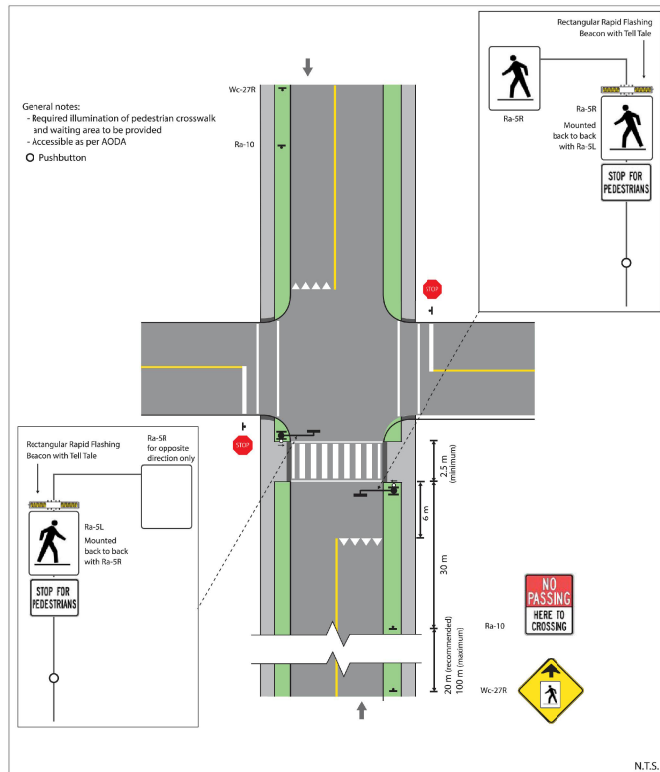 General notes:
- Required illumination of pedestrian crosswalk
and waiting area to be provided
- Accessible as per AODA
Pushbutton
Wc-27R
Ra-10
Rectangular Rapid Flashing
Beacon with Tell Tale
Ra-5R
Ra-5R
Mounted
back to back
with Ra-5L
STOP FOR
PEDESTRIANS
STOP
STOP
Rectangular Rapid Flashing
Beacon with Tell Tale
Ra-5R
for opposite
direction only
Ra-5L
Mounted
back to back
with Ra-5R
STOP FOR
PEDESTRIANS
2.5 m
(minimum)
6 m
30 m
20 m (recommended)
100 m (maximum)
Ra-10
NO
PASSING
HERE TO
CROSSING
Wc-27R
N.T.S.